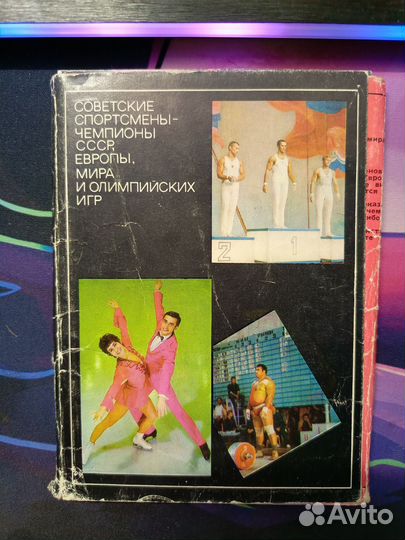 СОВЕТСКИЕ
СПОРТСМЕНЫ-
ЧЕМПИОНЫ
СССР,
ЕВРОПЫ,
МИРА
И ОЛИМПИЙСКИХ
ИГР
2
1
Avito